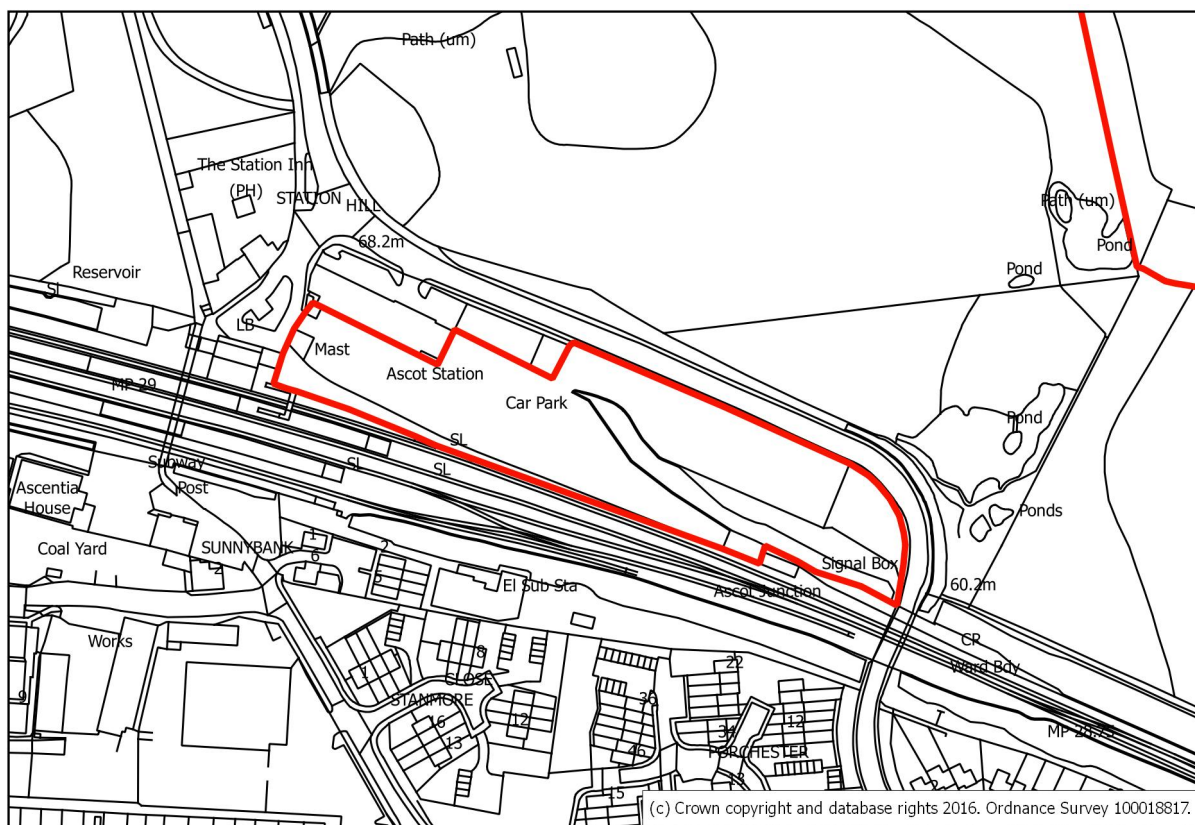 Path (um)
The Station Inn
(PH)
STATION HILL
68.2m
Path (um)
Pond
Pond
Reservoir
Sl
LB
Mast
Ascot Station
MP 29
Car Park
Pond
SL
SL
SL
Subway
Post
Ascentia
House
Ponds
Coal Yard
SUNNYBANK
1
6
2
2
5
Signal Box
El Sub Sta
Ascot Junction
60.2m
Works
CR
Ward Bdy
8
1
CLOSE
22
STANMORE
9
36
16
12
13
34
12
MP 28.75
46
PORCHESTER
13
15
2
(c) Crown copyright and database rights 2016. Ordnance Survey 100018817.